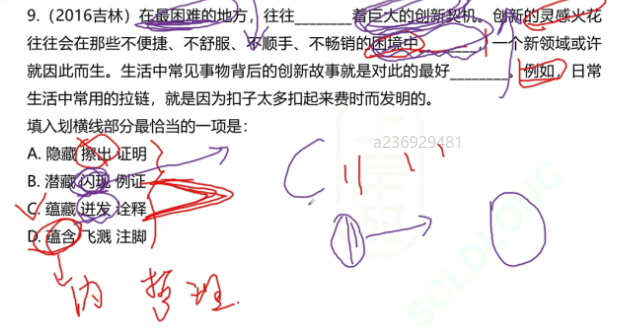 9.（2016吉林）在最困难的地方，往往________着巨大的创新契机。创新的灵感火花
往往会在那些不便捷、不舒服、不顺手、不畅销的困境中________，一个新领域或许
就因此而生。生活中常见事物背后的创新故事就是对此的最好________。例如，日常
生活中常用的拉链，就是因为扣子太多扣起来费时而发明的。
填入划横线部分最恰当的一项是：
a236929481
A. 隐藏 擦出 证明
B. 潜藏 闪现 例证
C. 蕴藏 迸发 诠释
D. 蕴含 飞溅 注脚
内 哲理